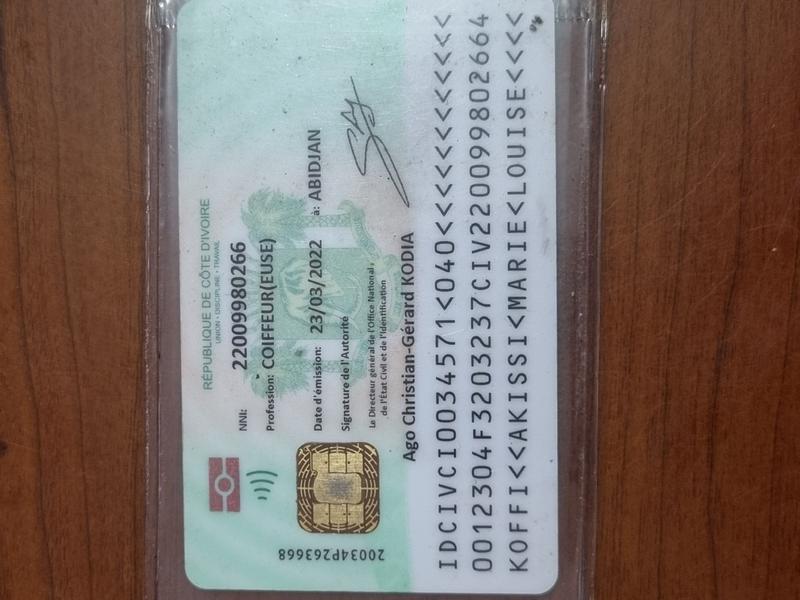 RÉPUBLIQUE DE CÔTE D'IVOIRE
UNION - DISCIPLINE - TRAVAIL
NNI: 22009980266
Profession: COIFFEUR(EUSE)
Date d'émission: 23/03/2022 à: ABIDJAN
Signature de l'Autorité
Le Directeur général de l'Office National,
de l'État Civil et de l'Identification
Ago Christian-Gérard KODIA
20034P263668
IDCIVCI0034571<040<<<<<<<<<<<<
0012304F3203237CIV220099802664
KOFFI<<AKISSI<MARIE<LOUISE<<<<